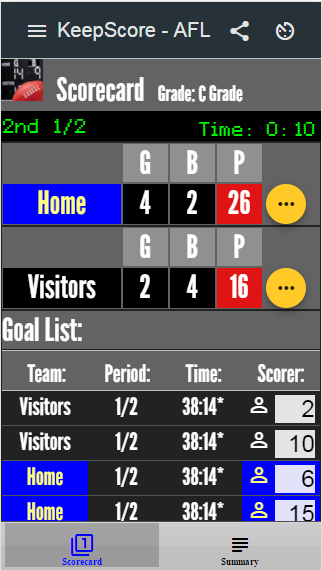 KeepScore - AFL
G B
14 9
Scorecard Grade: C Grade
2nd 1/2 Time: 0:10
G B P
Home 4 2 26 ...
G B P
Visitors 2 4 16 ...
Goal List:
Team: Period: Time: Scorer:
Visitors 1/2 38:14* 2
Visitors 1/2 38:14* 10
Home 1/2 38:14* 6
Home 1/2 38:14* 15
1
Scorecard Summary